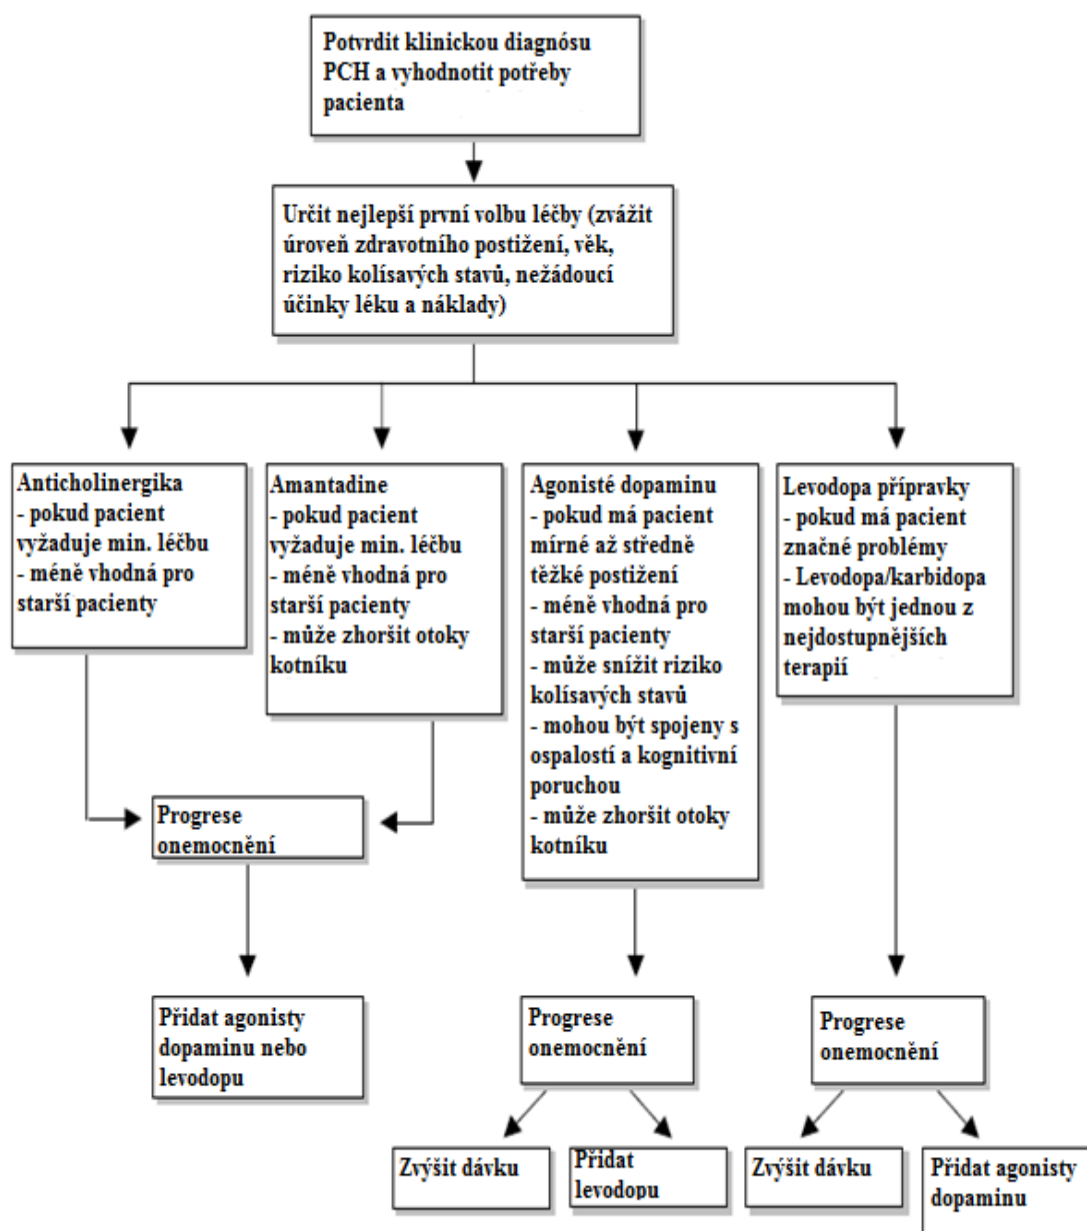 Potvrdit klinickou diagnósu
PCH a vyhodnotit potřeby
pacienta
Určit nejlepší první volbu léčby (zvážit
úroveň zdravotního postižení, věk,
riziko kolísavých stavů, nežádoucí
účinky léku a náklady)
Anticholinergika
- pokud pacient
vyžaduje min. léčbu
- méně vhodná pro
starší pacienty
Amantadine
- pokud pacient
vyžaduje min. léčbu
- méně vhodná pro
starší pacienty
- může zhoršit otoky
kotníku
Agonisté dopaminu
- pokud má pacient
mírné až středně
těžké postižení
- méně vhodná pro
starší pacienty
- může snížit riziko
kolísavých stavů
- mohou být spojeny s
ospalostí a kognitivní
poruchou
- může zhoršit otoky
kotníku
Levodopa přípravky
- pokud má pacient
značné problémy
- Levodopa/karbidopa
mohou být jednou z
nejdostupnějších
terapií
Progrese
onemocnění
Přidat agonisty
dopaminu nebo
levodopu
Progrese
onemocnění
Progrese
onemocnění
Zvýšit dávku
Přidat
levodopu
Zvýšit dávku
Přidat agonisty
dopaminu